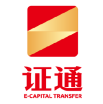 证通
E-CAPITAL TRANSFER